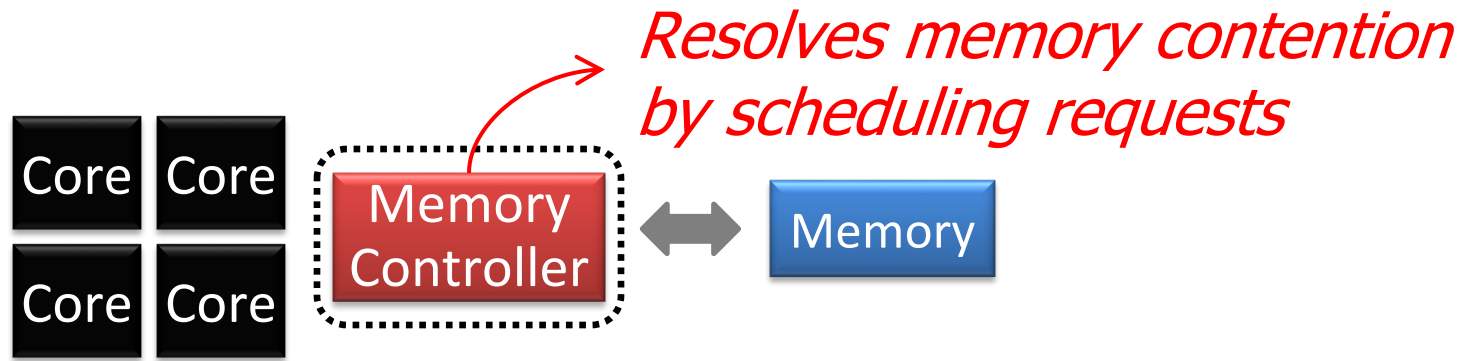 Resolves memory contention
by scheduling requests
Core
Core
Core
Core
Memory
Controller
Memory